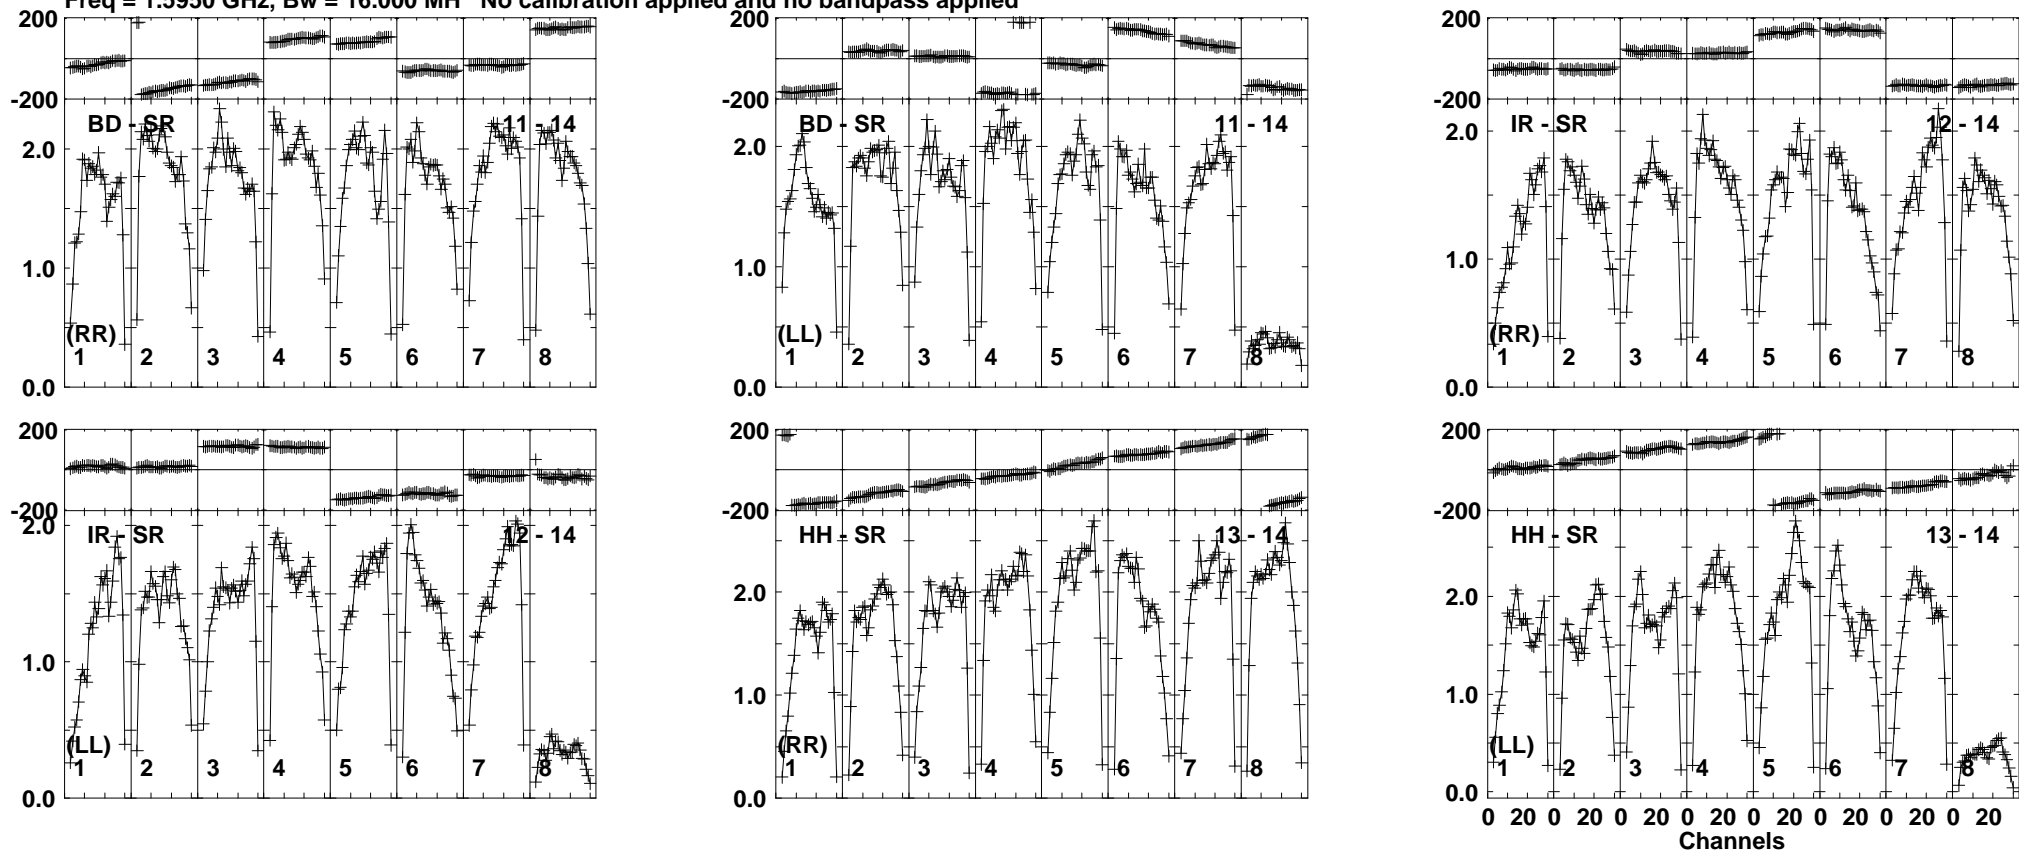 Freq = 1.5950 GHz, Bw = 16.000 MH No calibration applied and no bandpass applied
200
-200
BD - SR 11 - 14
2.0
1.0
0.0
(RR)
1 2 3 4 5 6 7 8
200
-200
BD - SR 11 - 14
2.0
1.0
0.0
(LL)
1 2 3 4 5 6 7 8
200
-200
IR - SR 12 - 14
2.0
1.0
0.0
(RR)
1 2 3 4 5 6 7 8
200
-200
IR - SR 12 - 14
2.0
1.0
0.0
(LL)
1 2 3 4 5 6 7 8
200
-200
HH - SR 13 - 14
2.0
1.0
0.0
(RR)
1 2 3 4 5 6 7 8
200
-200
HH - SR 13 - 14
2.0
1.0
0.0
(LL)
1 2 3 4 5 6 7 8
0 20 0 20 0 20 0 20 0 20 0 20 0 20 0 20
Channels